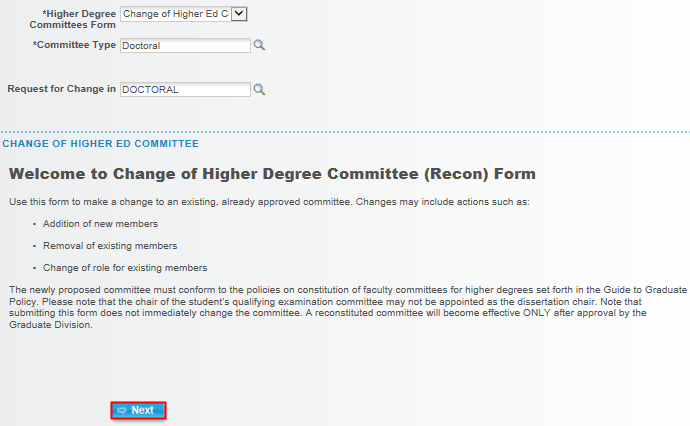 *Higher Degree Committees Form Change of Higher Ed C
*Committee Type Doctoral
Request for Change in DOCTORAL
CHANGE OF HIGHER ED COMMITTEE
Welcome to Change of Higher Degree Committee (Recon) Form
Use this form to make a change to an existing, already approved committee. Changes may include actions such as:
• Addition of new members
• Removal of existing members
• Change of role for existing members
The newly proposed committee must conform to the policies on constitution of faculty committees for higher degrees set forth in the Guide to Graduate
Policy. Please note that the chair of the student's qualifying examination committee may not be appointed as the dissertation chair. Note that
submitting this form does not immediately change the committee. A reconstituted committee will become effective ONLY after approval by the
Graduate Division.
Next